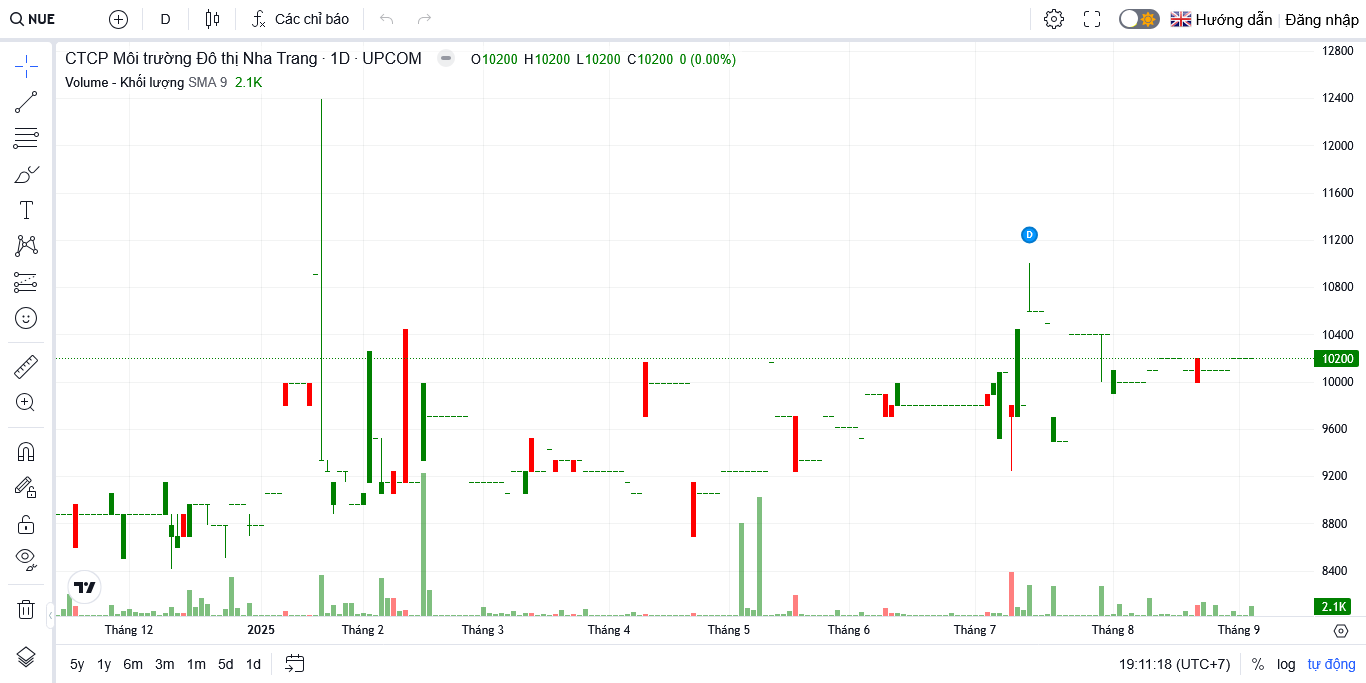 NUE D Các chỉ báo Hướng dẫn Đăng nhập
CTCP Môi trường Đô thị Nha Trang · 1D · UPCOM O10200 H10200 L10200 C10200 0 (0.00%)
Volume - Khối lượng SMA 9 2.1K
12800
12400
12000
11600
11200
D
10800
10400
10200
10000
9600
9200
8800
8400
2.1K
Tháng 12 2025 Tháng 2 Tháng 3 Tháng 4 Tháng 5 Tháng 6 Tháng 7 Tháng 8 Tháng 9
5y 1y 6m 3m 1m 5d 1d 19:11:18 (UTC+7) % log tự động